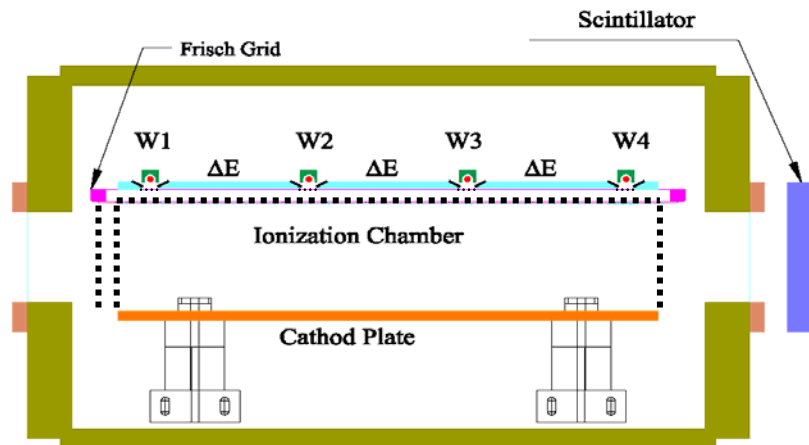 Scintillator
Frisch Grid
W1 W2 W3 W4
ΔE ΔE ΔE
Ionization Chamber
Cathod Plate